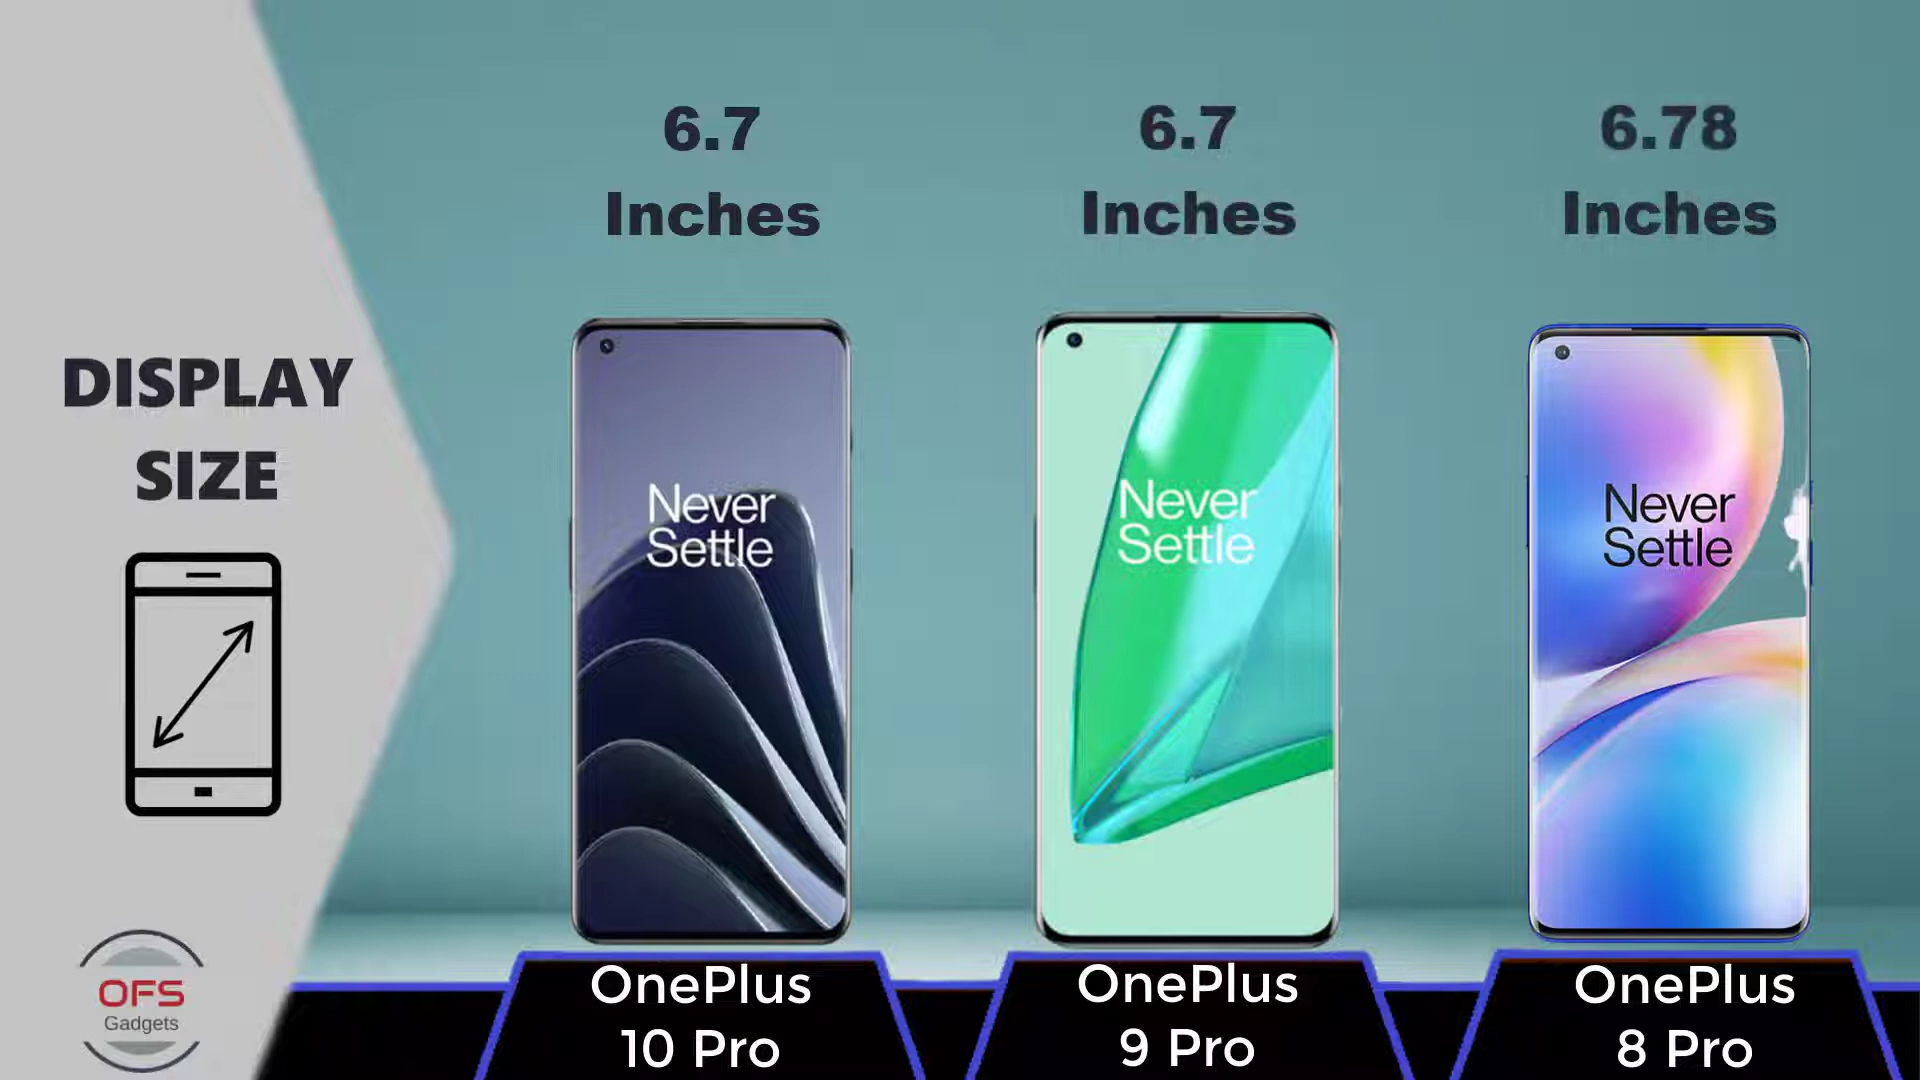 DISPLAY
SIZE
6.7
Inches
6.7
Inches
6.78
Inches
Never
Settle
Never
Settle
Never
Settle
OnePlus
10 Pro
OnePlus
9 Pro
OnePlus
8 Pro
OFS
Gadgets